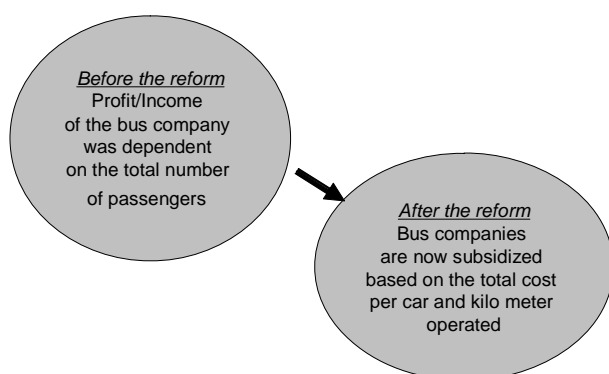 Before the reform
Profit/Income
of the bus company
was dependent
on the total number
of passengers
After the reform
Bus companies
are now subsidized
based on the total cost
per car and kilo meter
operated